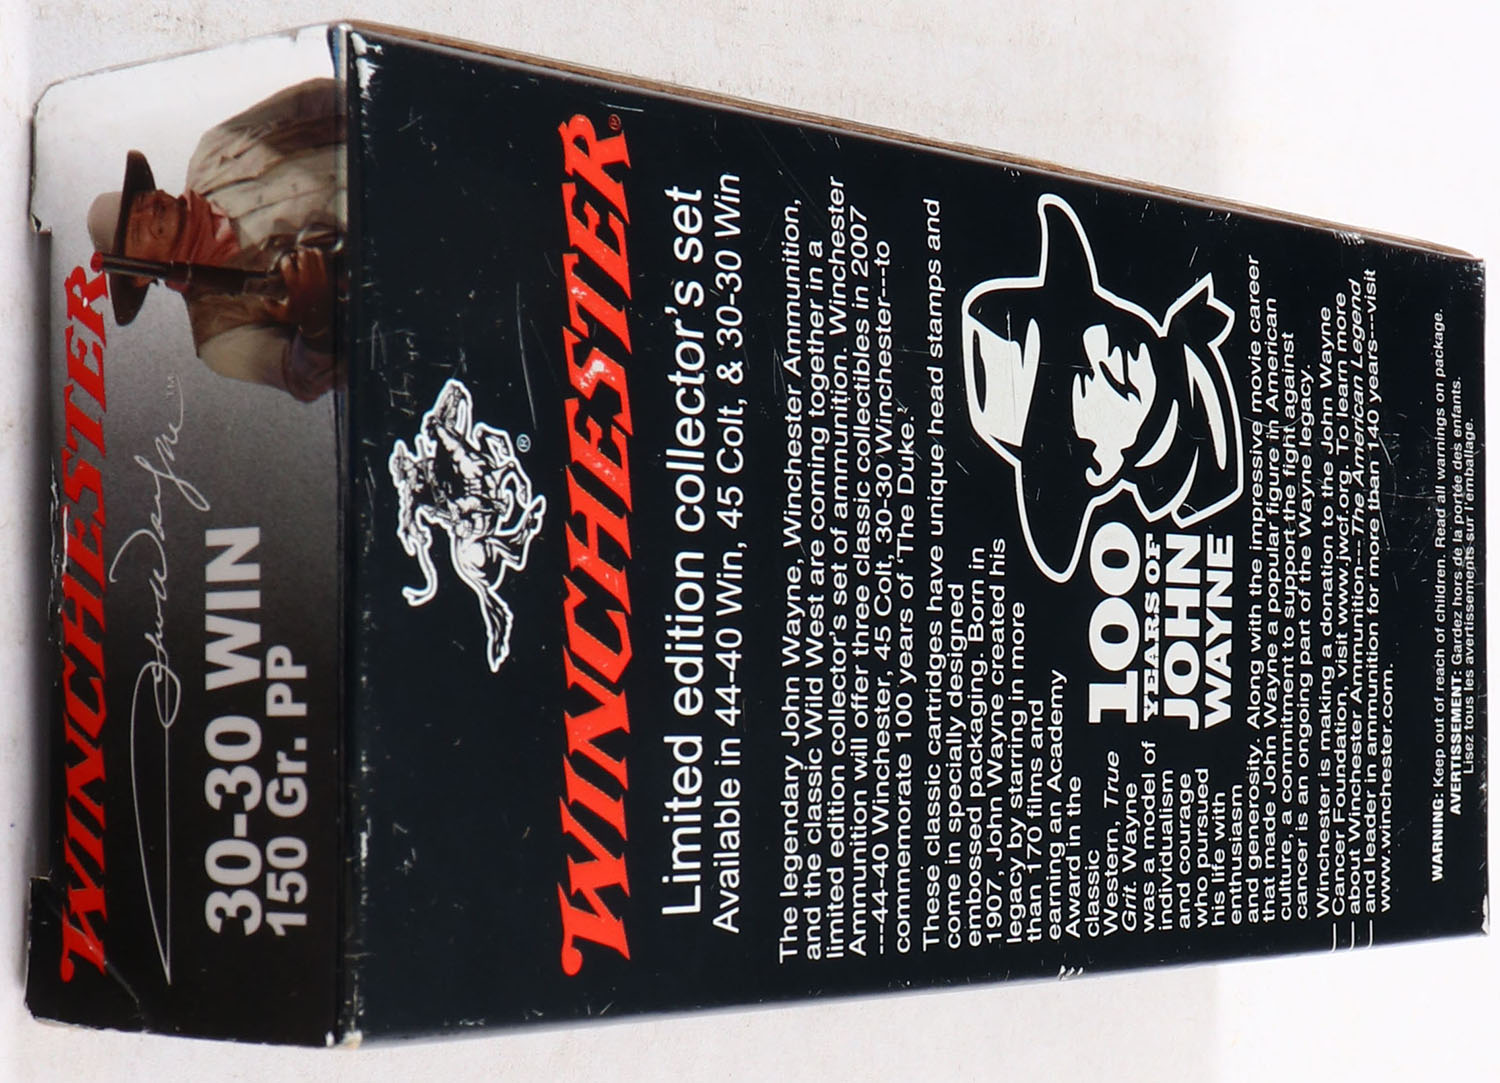 WINCHESTER
John Wayne™
30-30 WIN
150 Gr. PP
®
WINCHESTER®
Limited edition collector's set
Available in 44-40 Win, 45 Colt, & 30-30 Win
The legendary John Wayne, Winchester Ammunition,
and the classic Wild West are coming together in a
limited edition collector's set of ammunition. Winchester
Ammunition will offer three classic collectibles in 2007
---44-40 Winchester, 45 Colt, 30-30 Winchester---to
commemorate 100 years of 'The Duke.'
These classic cartridges have unique head stamps and
come in specially designed
embossed packaging. Born in
1907, John Wayne created his
legacy by starring in more
than 170 films and
earning an Academy
Award in the
classic
Western, True
Grit. Wayne
was a model of
individualism
and courage
who pursued
his life with
enthusiasm
and generosity. Along with the impressive movie career
that made John Wayne a popular figure in American
culture, a commitment to support the fight against
cancer is an ongoing part of the Wayne legacy.
Winchester is making a donation to the John Wayne
Cancer Foundation, visit www.jwcf.org. To learn more
about Winchester Ammunition---The American Legend
and leader in ammunition for more than 140 years---visit
www.winchester.com.
100
YEARS OF
JOHN
WAYNE
WARNING: Keep out of reach of children. Read all warnings on package.
AVERTISSEMENT: Gardez hors de la portée des enfants.
Lisez tous les avertissements sur l'emballage.